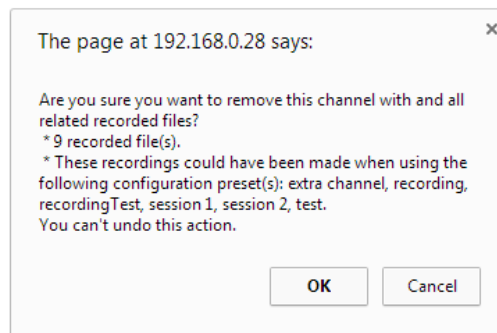 The page at 192.168.0.28 says:
Are you sure you want to remove this channel with and all
related recorded files?
* 9 recorded file(s).
* These recordings could have been made when using the
following configuration preset(s): extra channel, recording,
recordingTest, session 1, session 2, test.
You can't undo this action.
OK Cancel